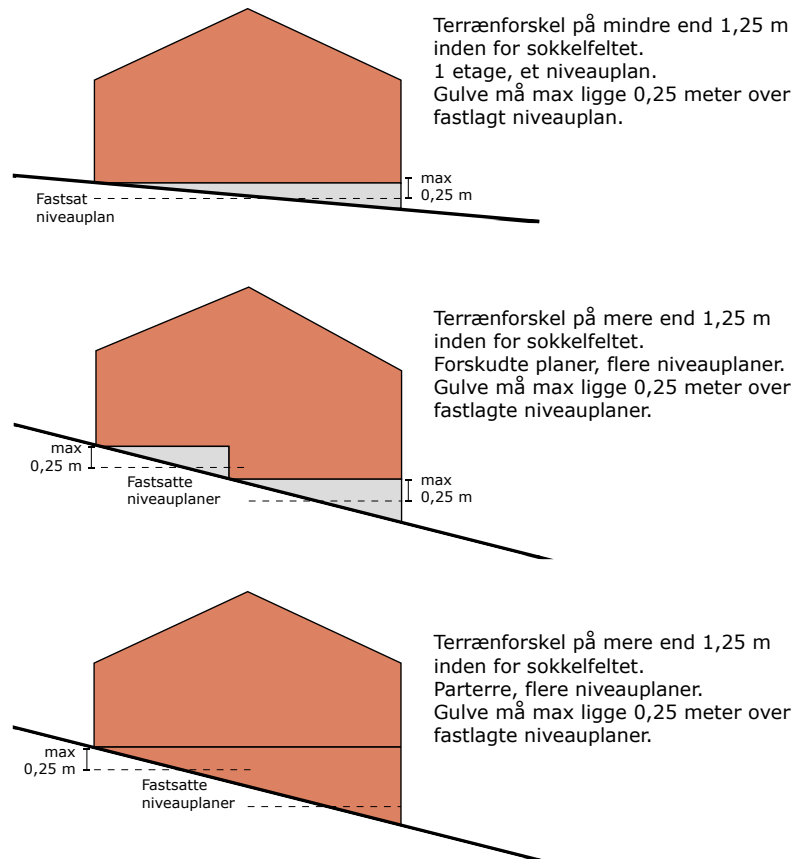 Terrænforskel på mindre end 1,25 m
inden for sokkelfeltet.
1 etage, et niveauplan.
Gulve må max ligge 0,25 meter over
fastlagt niveauplan.
max
0,25 m
Fastsat
niveauplan
Terrænforskel på mere end 1,25 m
inden for sokkelfeltet.
Forskudte planer, flere niveauplaner.
Gulve må max ligge 0,25 meter over
fastlagte niveauplaner.
max
0,25 m
Fastsatte
niveauplaner
max
0,25 m
Terrænforskel på mere end 1,25 m
inden for sokkelfeltet.
Parterre, flere niveauplaner.
Gulve må max ligge 0,25 meter over
fastlagte niveauplaner.
max
0,25 m
Fastsatte
niveauplaner